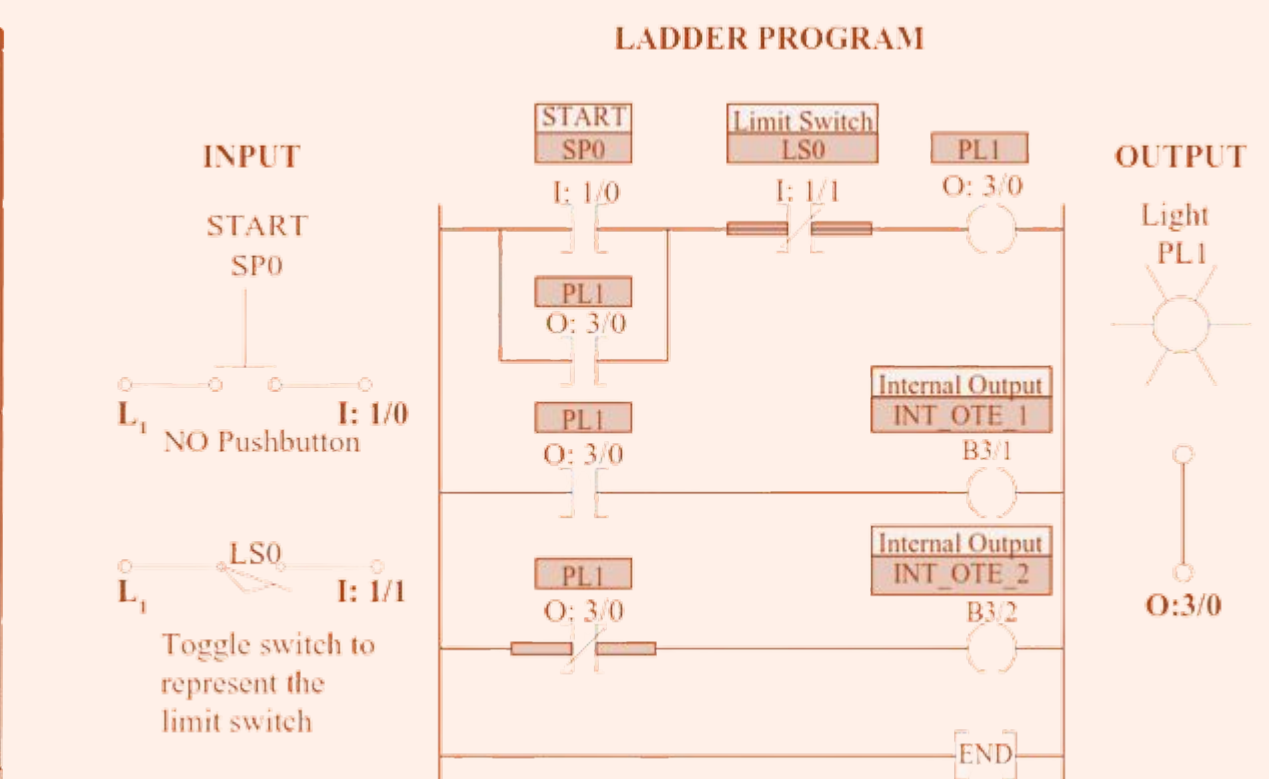 LADDER PROGRAM
INPUT
START
SP0
L1
I: 1/0
NO Pushbutton
LS0
L1
I: 1/1
Toggle switch to
represent the
limit switch
START
SP0
I: 1/0
Limit Switch
LS0
I: 1/1
PL1
O: 3/0
PL1
O: 3/0
PL1
O: 3/0
Internal Output
INT_OTE_1
B3/1
PL1
O: 3/0
Internal Output
INT_OTE_2
B3/2
END
OUTPUT
Light
PL1
O:3/0